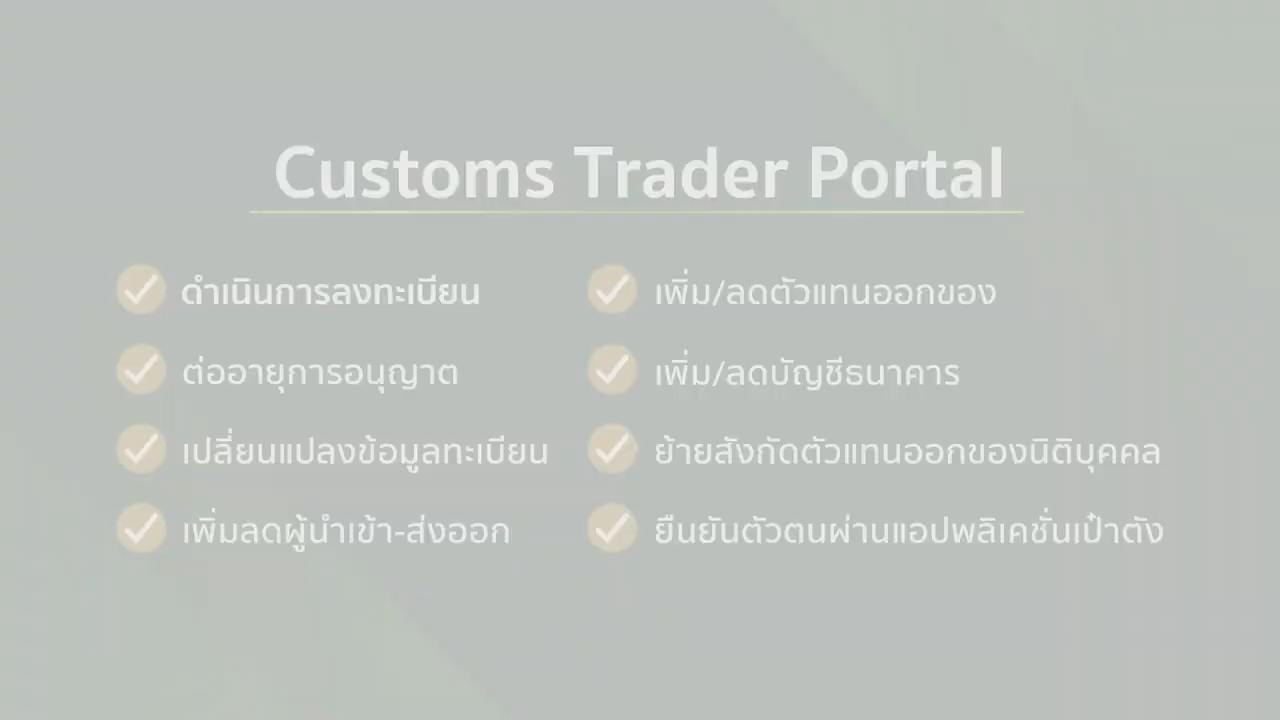 Customs Trader Portal
ดำเนินการลงทะเบียน
ต่ออายุการอนุญาต
เปลี่ยนแปลงข้อมูลทะเบียน
เพิ่มลดผู้นำเข้า-ส่งออก
เพิ่ม/ลดตัวแทนออกของ
เพิ่ม/ลดบัญชีธนาคาร
ย้ายสังกัดตัวแทนออกของนิติบุคคล
ยืนยันตัวตนผ่านแอปพลิเคชั่นเป๋าตัง